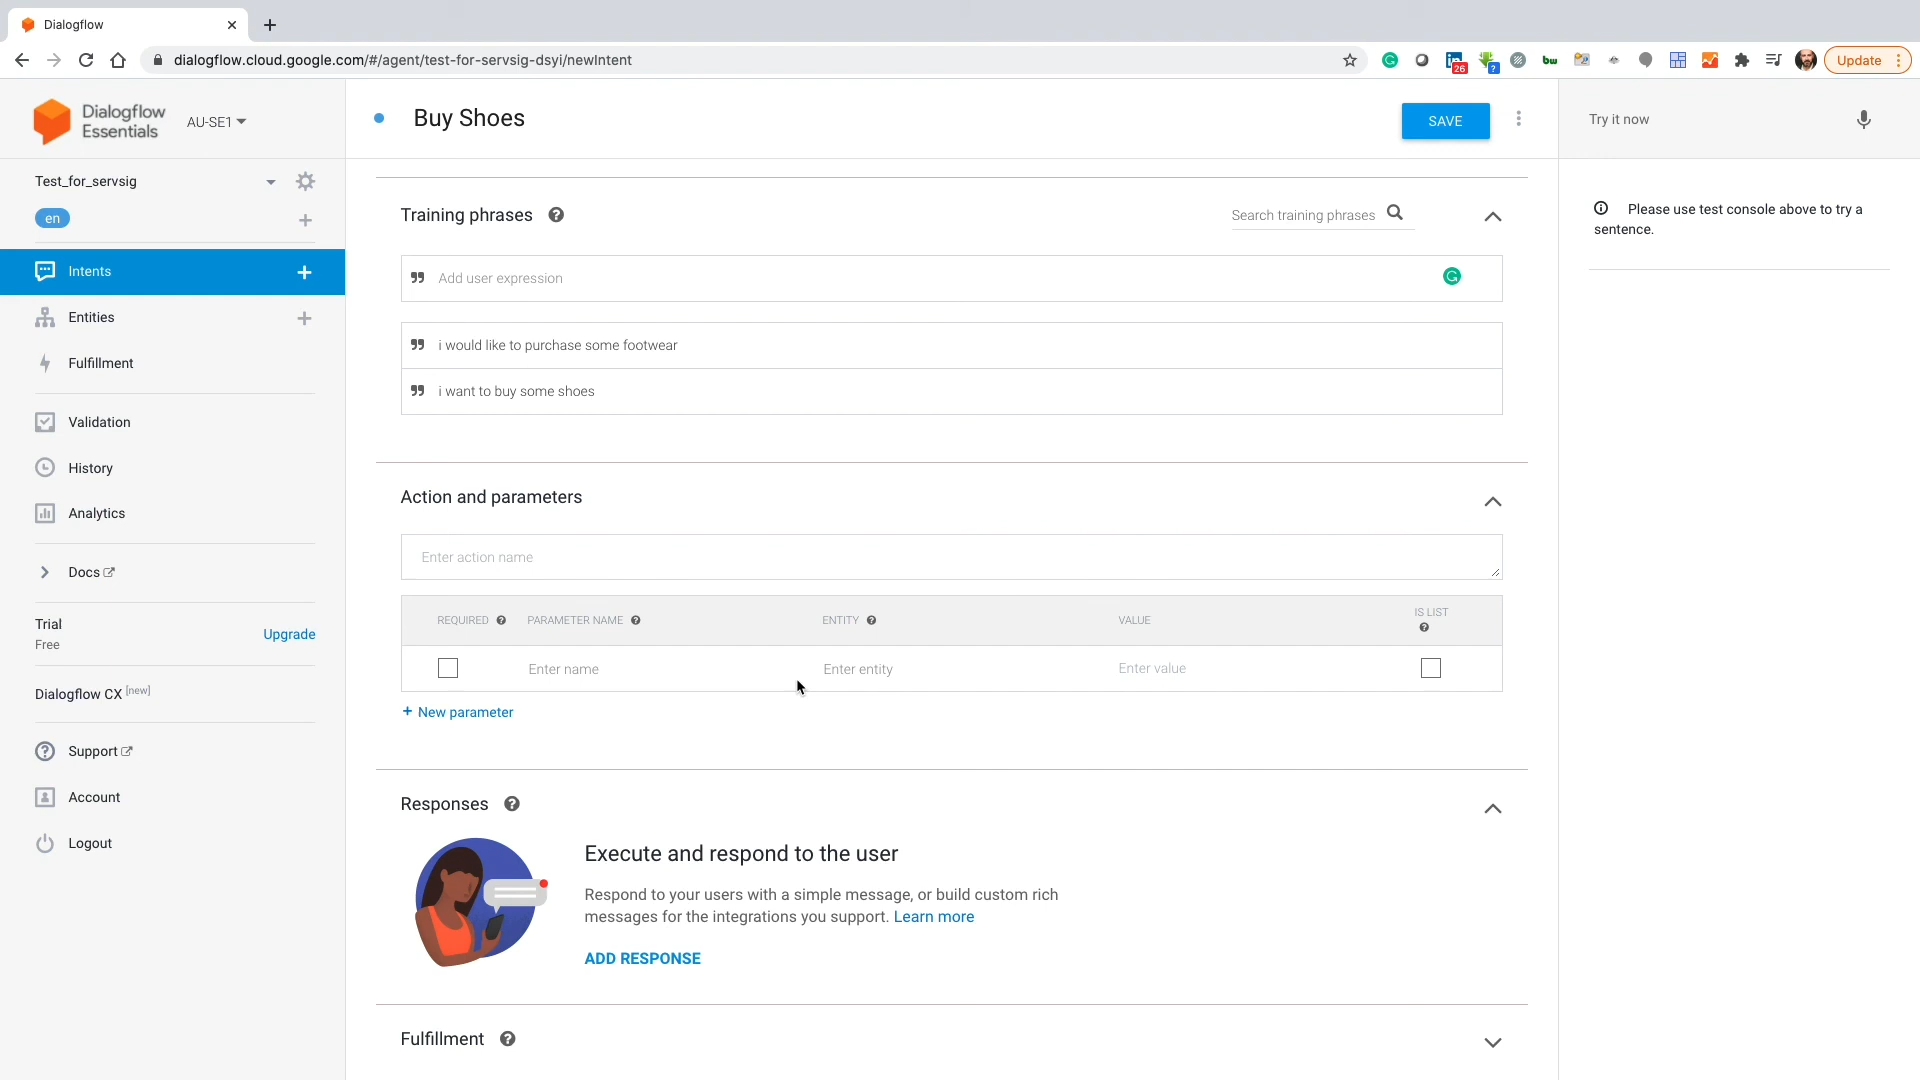 Dialogflow
dialogflow.cloud.google.com/#/agent/test-for-servsig-dsyi/newIntent
26
?
bw
Update
Dialogflow
Essentials
AU-SE1
Buy Shoes
SAVE
Try it now
Test_for_servsig
en
Intents
Entities
Fulfillment
Validation
History
Analytics
Docs
Trial
Free
Upgrade
Dialogflow CX [new]
Support
Account
Logout
Training phrases
Search training phrases
Add user expression
i would like to purchase some footwear
i want to buy some shoes
Action and parameters
Enter action name
REQUIRED PARAMETER NAME ENTITY VALUE IS LIST
Enter name Enter entity Enter value
+ New parameter
Responses
Execute and respond to the user
Respond to your users with a simple message, or build custom rich
messages for the integrations you support. Learn more
ADD RESPONSE
Fulfillment
Please use test console above to try a
sentence.